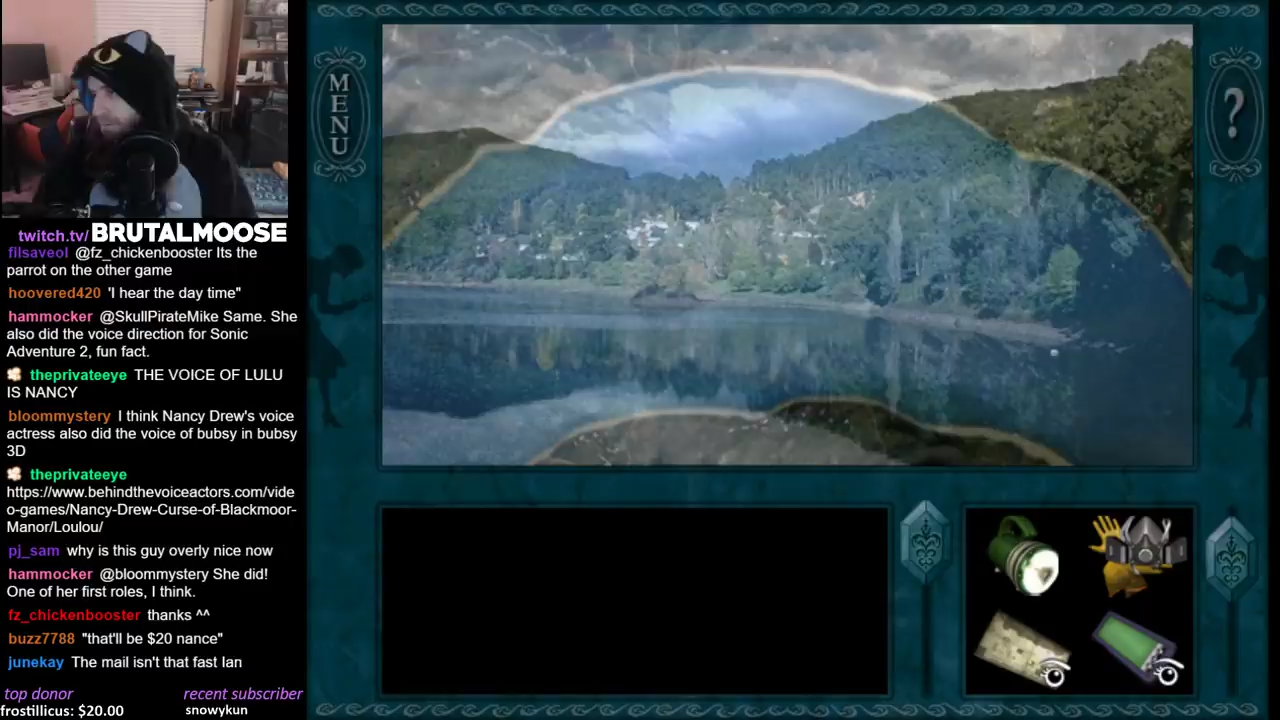 MENU
?
twitch.tv/BRUTALMOOSE
filsaveol @fz_chickenbooster Its the
parrot on the other game
hoovered420 'I hear the day time"
hammocker @SkullPirateMike Same. She
also did the voice direction for Sonic
Adventure 2, fun fact.
theprivateeye THE VOICE OF LULU
IS NANCY
bloommystery I think Nancy Drew's voice
actress also did the voice of bubsy in bubsy
3D
theprivateeye
https://www.behindthevoiceactors.com/vide
o-games/Nancy-Drew-Curse-of-Blackmoor-
Manor/Loulou/
pj_sam why is this guy overly nice now
hammocker @bloommystery She did!
One of her first roles, I think.
fz_chickenbooster thanks ^^
buzz7788 "that'll be $20 nance"
junekay The mail isn't that fast Ian
top donor
frostillicus: $20.00
recent subscriber
snowykun